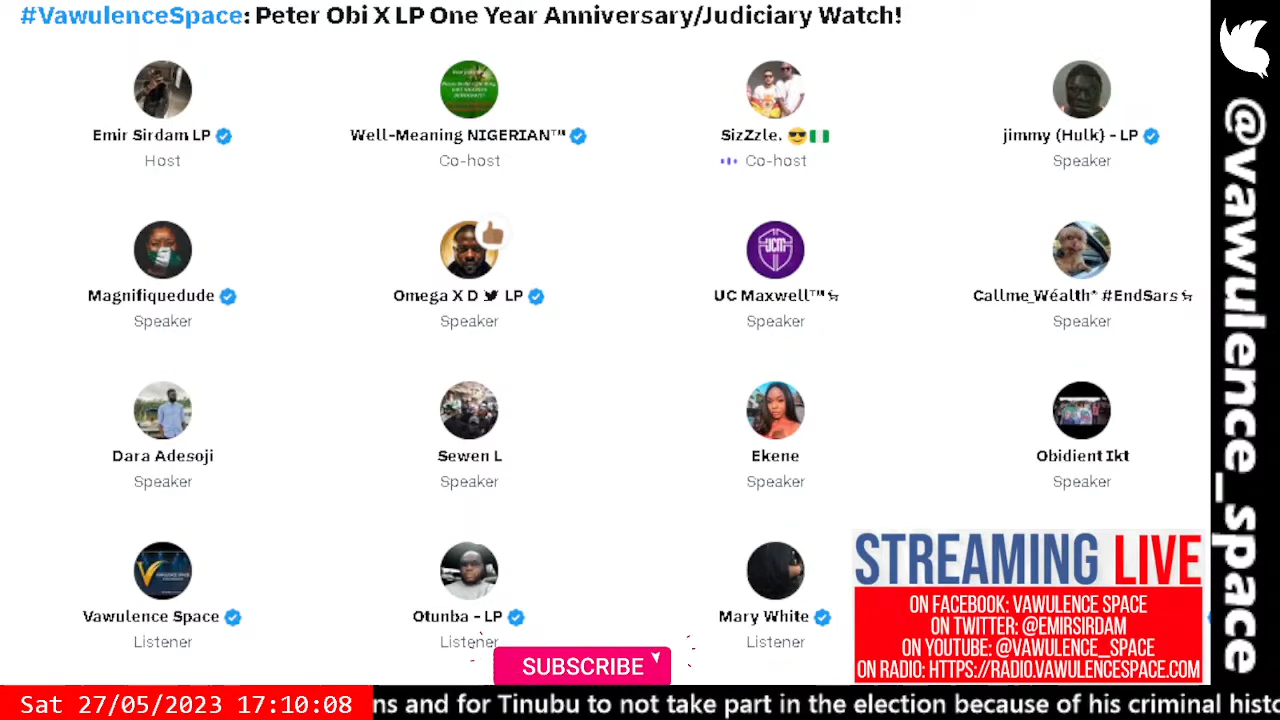 #VawulenceSpace: Peter Obi X LP One Year Anniversary/Judiciary Watch!
Emir Sirdam LP
Host
Well-Meaning NIGERIAN™
Co-host
SizZzle. 😎🇳🇬
Co-host
jimmy (Hulk) - LP
Speaker
Magnifiquedude
Speaker
Omega X D LP
Speaker
UC Maxwell™
Speaker
Callme_Wéalth* #EndSars
Speaker
Dara Adesoji
Speaker
Sewen L
Speaker
Ekene
Speaker
Obidient Ikt
Speaker
Vawulence Space
Listener
Otunba - LP
Listener
Mary White
Listener
STREAMING LIVE
ON FACEBOOK: VAWULENCE SPACE
ON TWITTER: @EMIRSIRDAM
ON YOUTUBE: @VAWULENCE_SPACE
ON RADIO: HTTPS://RADIO.VAWULENCESPACE.COM
SUBSCRIBE
@vawulence_space
Sat 27/05/2023 17:10:08
ns and for Tinubu to not take part in the election because of his criminal histo